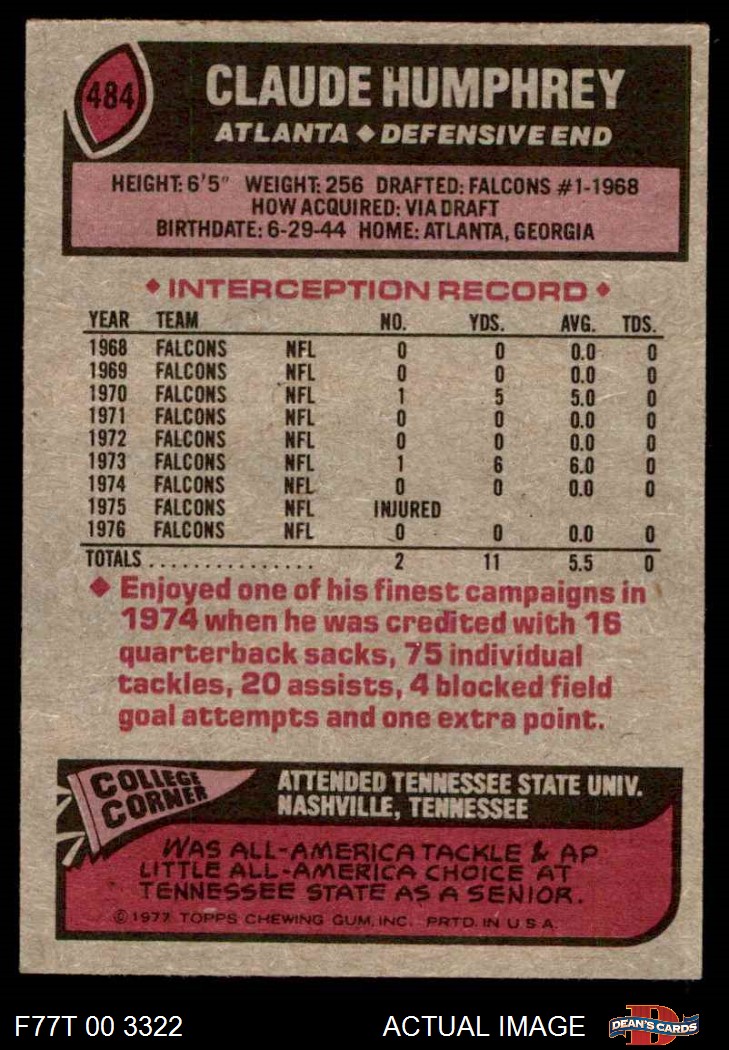 484
CLAUDE HUMPHREY
ATLANTA ◆ DEFENSIVE END
HEIGHT: 6'5" WEIGHT: 256 DRAFTED: FALCONS #1-1968
HOW ACQUIRED: VIA DRAFT
BIRTHDATE: 6-29-44 HOME: ATLANTA, GEORGIA
◆ INTERCEPTION RECORD ◆
YEAR TEAM NO. YDS. AVG. TDS.
1968 FALCONS NFL 0 0 0.0 0
1969 FALCONS NFL 0 0 0.0 0
1970 FALCONS NFL 1 5 5.0 0
1971 FALCONS NFL 0 0 0.0 0
1972 FALCONS NFL 0 0 0.0 0
1973 FALCONS NFL 1 6 6.0 0
1974 FALCONS NFL 0 0 0.0 0
1975 FALCONS NFL INJURED
1976 FALCONS NFL 0 0 0.0 0
TOTALS............... 2 11 5.5 0
◆ Enjoyed one of his finest campaigns in
1974 when he was credited with 16
quarterback sacks, 75 individual
tackles, 20 assists, 4 blocked field
goal attempts and one extra point.
COLLEGE
CORNER
ATTENDED TENNESSEE STATE UNIV.
NASHVILLE, TENNESSEE
WAS ALL-AMERICA TACKLE & AP
LITTLE ALL-AMERICA CHOICE AT
TENNESSEE STATE AS A SENIOR.
©1977 TOPPS CHEWING GUM, INC. PRTD. IN U.S.A.
F77T 00 3322 ACTUAL IMAGE
D
DEAN'S CARDS